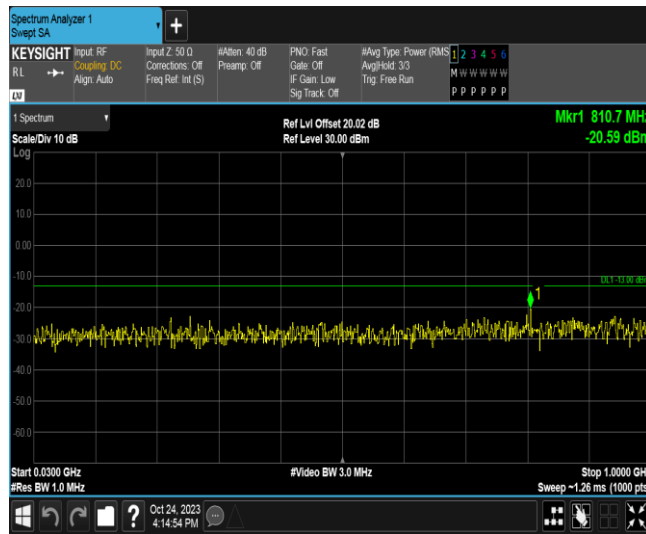 Spectrum Analyzer 1
Swept SA
+
KEYSIGHT
RL
LXI
Input: RF
Coupling: DC
Align: Auto
Input Z: 50 Ω
Corrections: Off
Freq Ref: Int (S)
#Atten: 40 dB
Preamp: Off
PNO: Fast
Gate: Off
IF Gain: Low
Sig Track: Off
#Avg Type: Power (RMS
Avg|Hold: 3/3
Trig: Free Run
1 2 3 4 5 6
M W W W W W
P P P P P P
1 Spectrum
Scale/Div 10 dB
Log
Ref Lvl Offset 20.02 dB
Ref Level 30.00 dBm
Mkr1 810.7 MHz
-20.59 dBm
20.0
10.0
0.00
-10.0
-20.0
-30.0
-40.0
-50.0
-60.0
DL1 -13.00 dBm
1
Start 0.0300 GHz
#Res BW 1.0 MHz
#Video BW 3.0 MHz
Stop 1.0000 GH
Sweep ~1.26 ms (1000 pts
?
Oct 24, 2023
4:14:54 PM